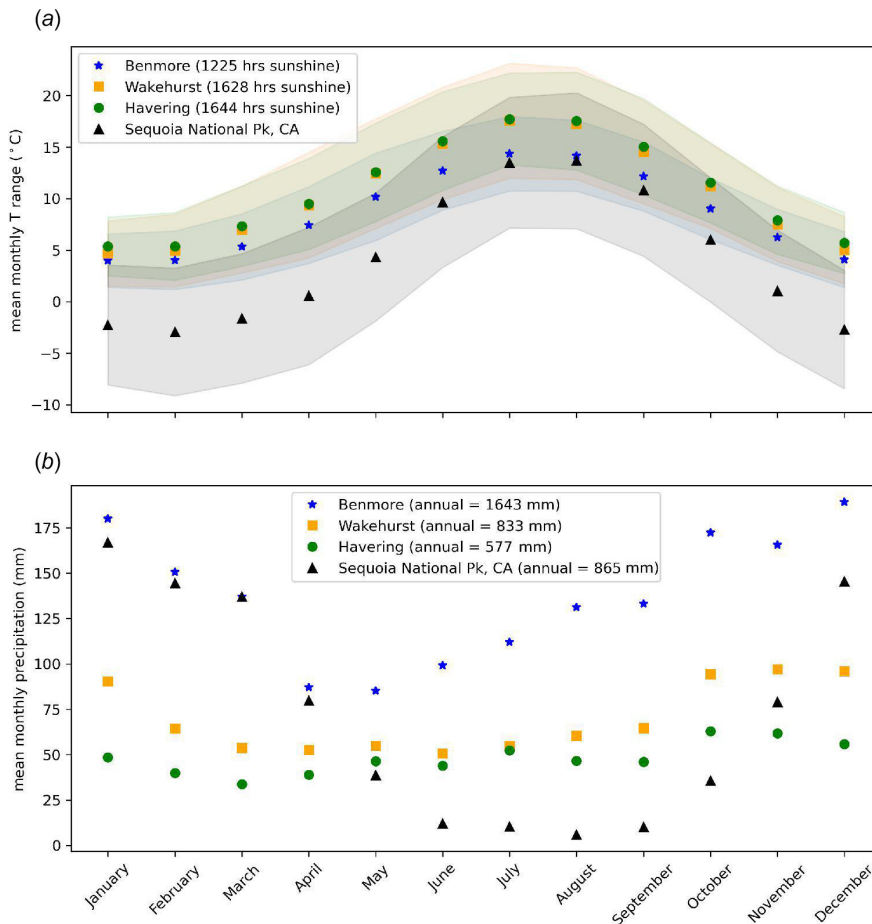 (a)
Benmore (1225 hrs sunshine)
Wakehurst (1628 hrs sunshine)
Havering (1644 hrs sunshine)
Sequoia National Pk, CA
mean monthly T range (°C)
20
15
10
5
0
−5
−10
(b)
Benmore (annual = 1643 mm)
Wakehurst (annual = 833 mm)
Havering (annual = 577 mm)
Sequoia National Pk, CA (annual = 865 mm)
mean monthly precipitation (mm)
175
150
125
100
75
50
25
0
January
February
March
April
May
June
July
August
September
October
November
December